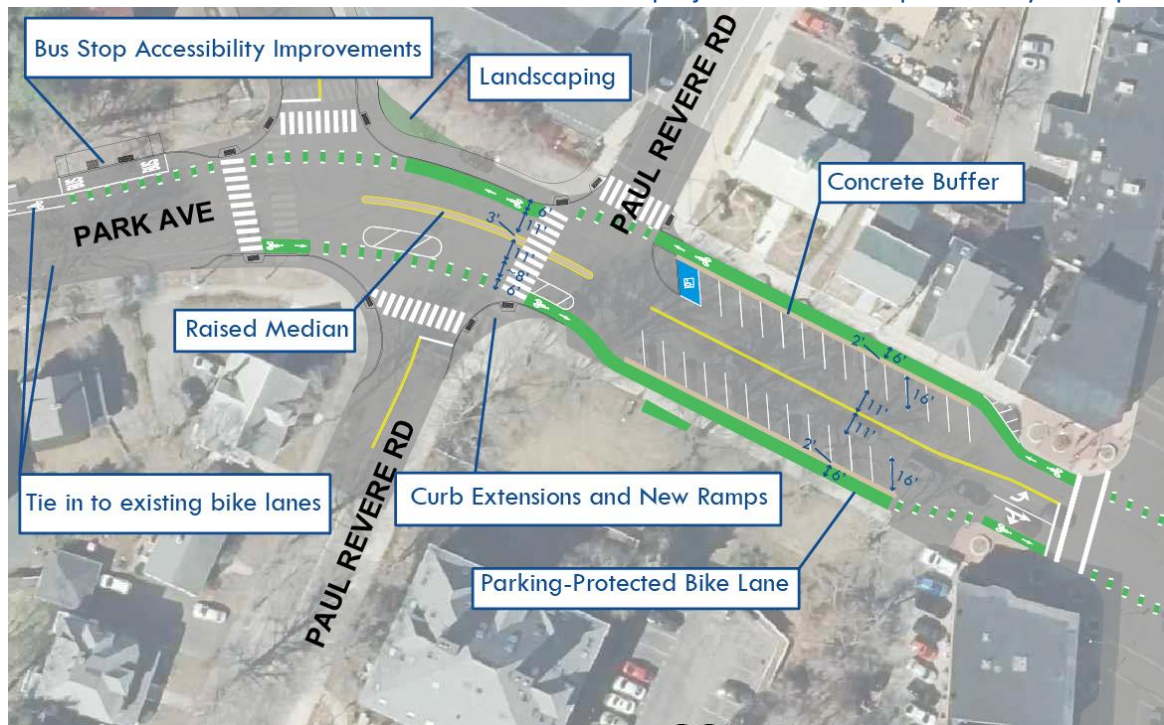 Bus Stop Accessibility Improvements
Landscaping
PAUL REVERE RD
Concrete Buffer
PARK AVE
6'
11'
3'
11'
~8'
6'
Raised Median
2'
6'
16'
11'
11'
2'
6'
16'
Tie in to existing bike lanes
PAUL REVERE RD
Curb Extensions and New Ramps
Parking-Protected Bike Lane